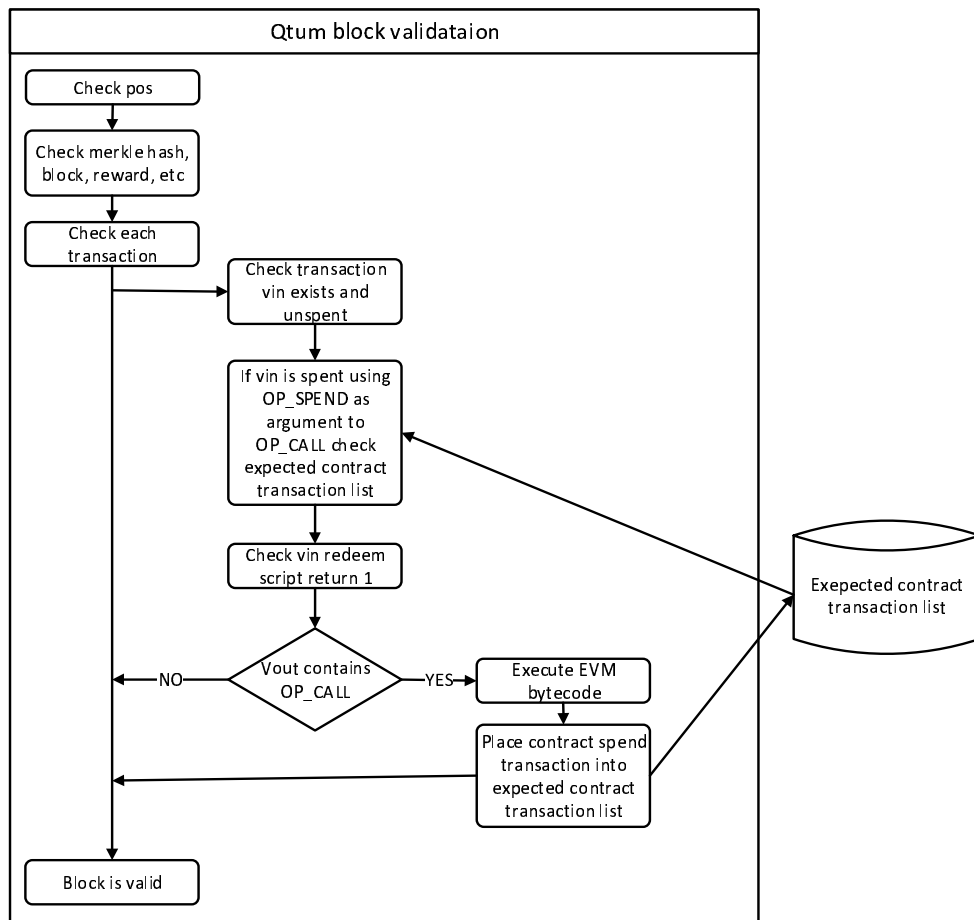 Qtum block validataion
Check pos
Check merkle hash,
block, reward, etc
Check each
transaction
Check transaction
vin exists and
unspent
If vin is spent using
OP_SPEND as
argument to
OP_CALL check
expected contract
transaction list
Check vin redeem
script return 1
Vout contains
OP_CALL
NO
YES
Execute EVM
bytecode
Place contract spend
transaction into
expected contract
transaction list
Exepected contract
transaction list
Block is valid